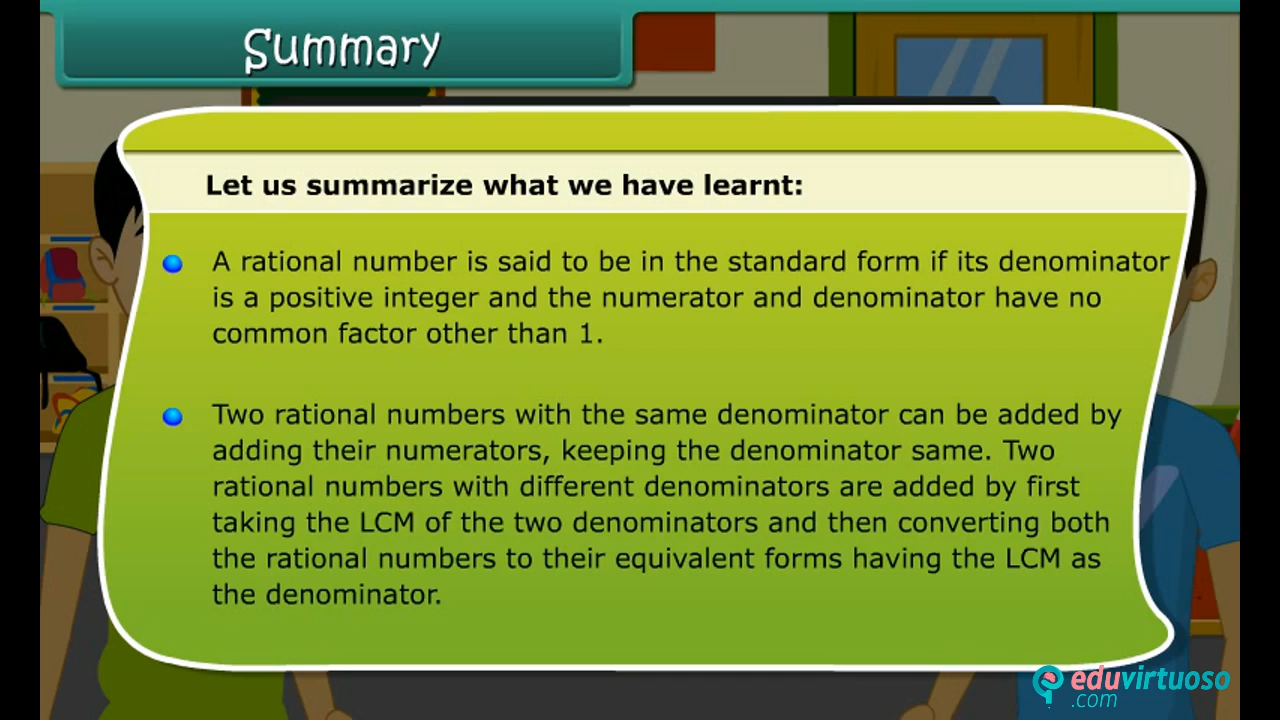 Summary
Let us summarize what we have learnt:
A rational number is said to be in the standard form if its denominator
is a positive integer and the numerator and denominator have no
common factor other than 1.
Two rational numbers with the same denominator can be added by
adding their numerators, keeping the denominator same. Two
rational numbers with different denominators are added by first
taking the LCM of the two denominators and then converting both
the rational numbers to their equivalent forms having the LCM as
the denominator.
eduvirtuoso
.com